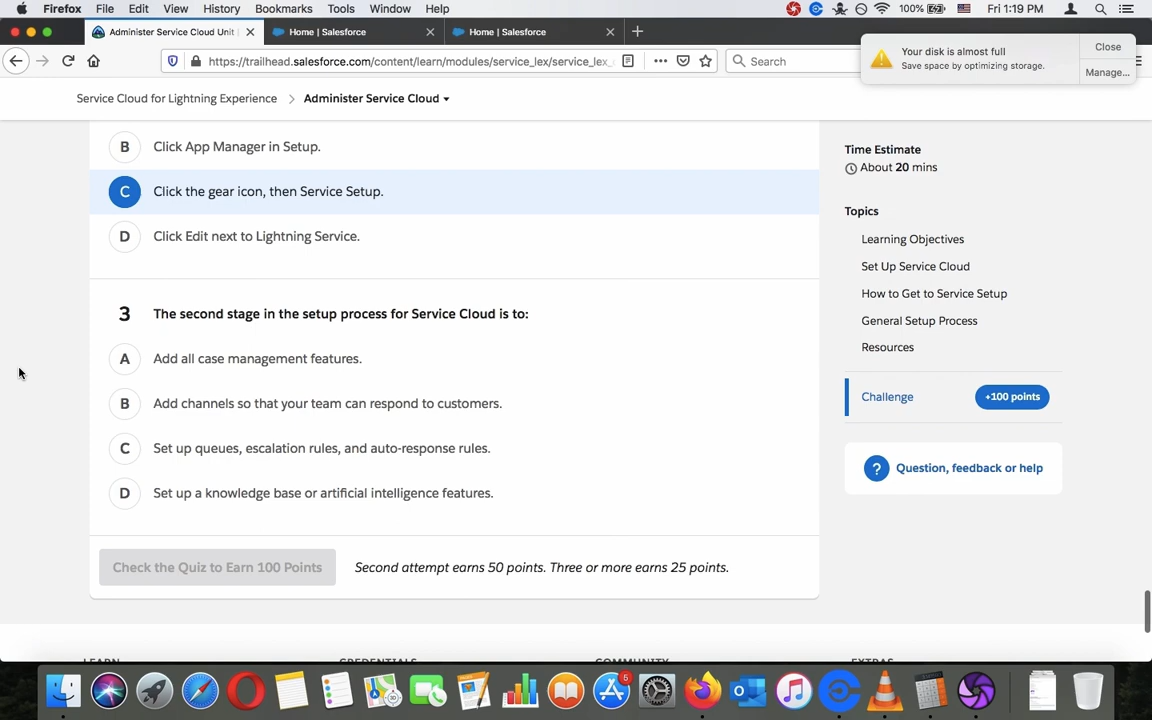 Firefox File Edit View History Bookmarks Tools Window Help 100% Fri 1:19 PM
Administer Service Cloud Unit Home | Salesforce Home | Salesforce
Your disk is almost full
Save space by optimizing storage.
Close
Manage...
https://trailhead.salesforce.com/content/learn/modules/service_lex/service_lex_ Search
Service Cloud for Lightning Experience Administer Service Cloud
B Click App Manager in Setup.
C Click the gear icon, then Service Setup.
D Click Edit next to Lightning Service.
3 The second stage in the setup process for Service Cloud is to:
A Add all case management features.
B Add channels so that your team can respond to customers.
C Set up queues, escalation rules, and auto-response rules.
D Set up a knowledge base or artificial intelligence features.
Check the Quiz to Earn 100 Points Second attempt earns 50 points. Three or more earns 25 points.
Time Estimate
About 20 mins
Topics
Learning Objectives
Set Up Service Cloud
How to Get to Service Setup
General Setup Process
Resources
Challenge +100 points
? Question, feedback or help
LEARN CREDENTIALS COMMUNITY EXTRAS
6